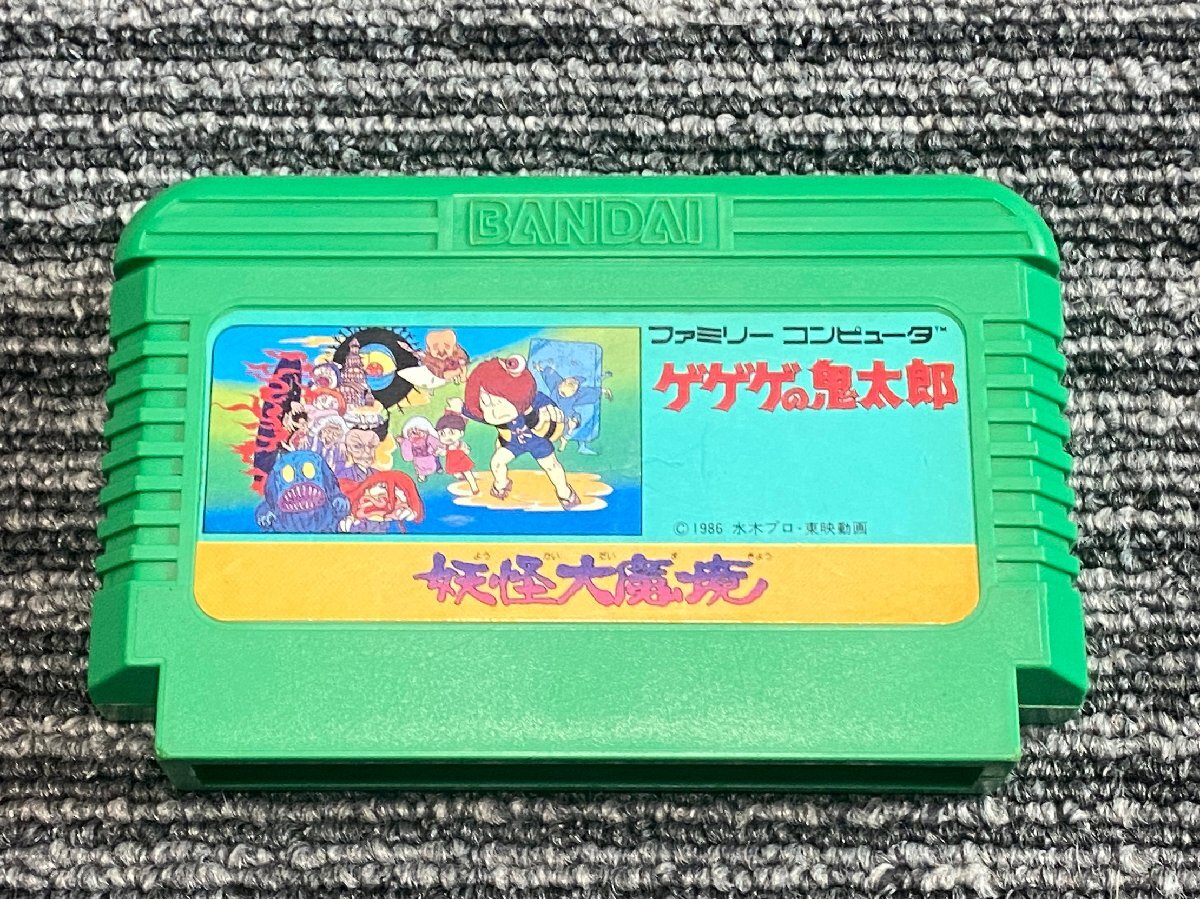 BANDAI
ファミリー コンピュータ™
ゲゲゲの鬼太郎
©1986 水木プロ・東映動画
よう かい だい ま きょう
妖怪大魔境